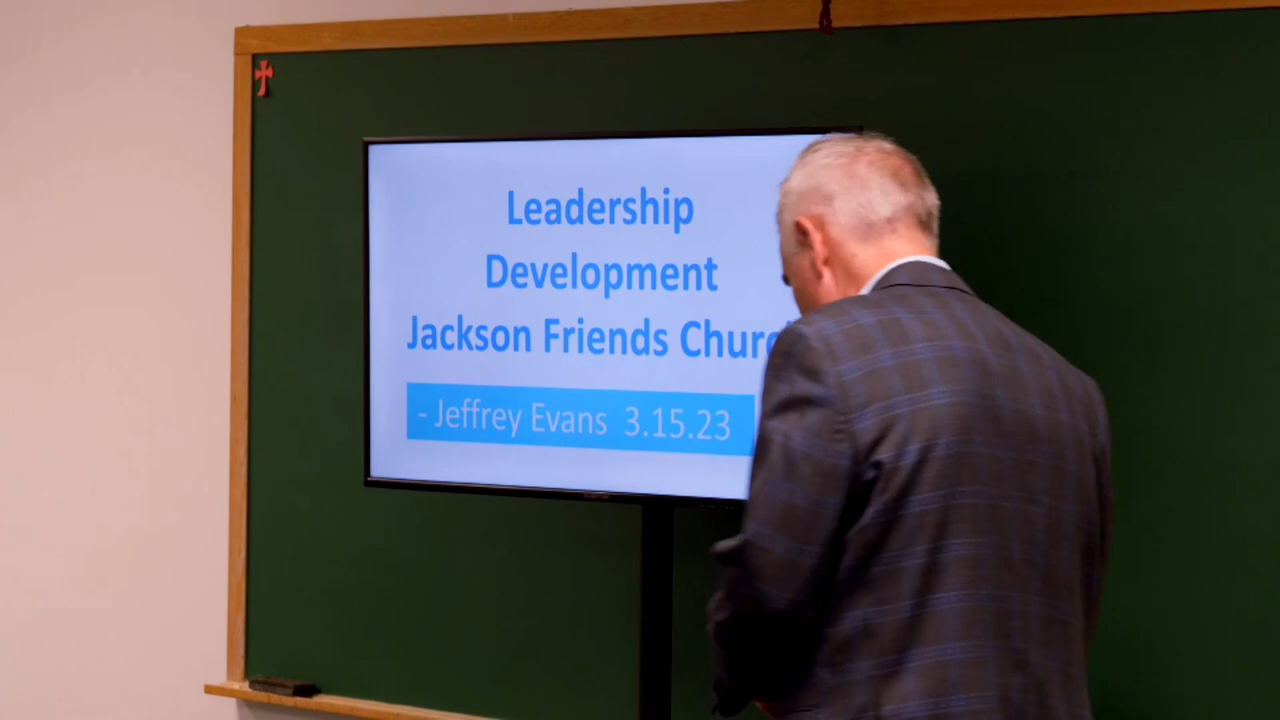 Leadership
Development
Jackson Friends
- Jeffrey Evans 3.15.23